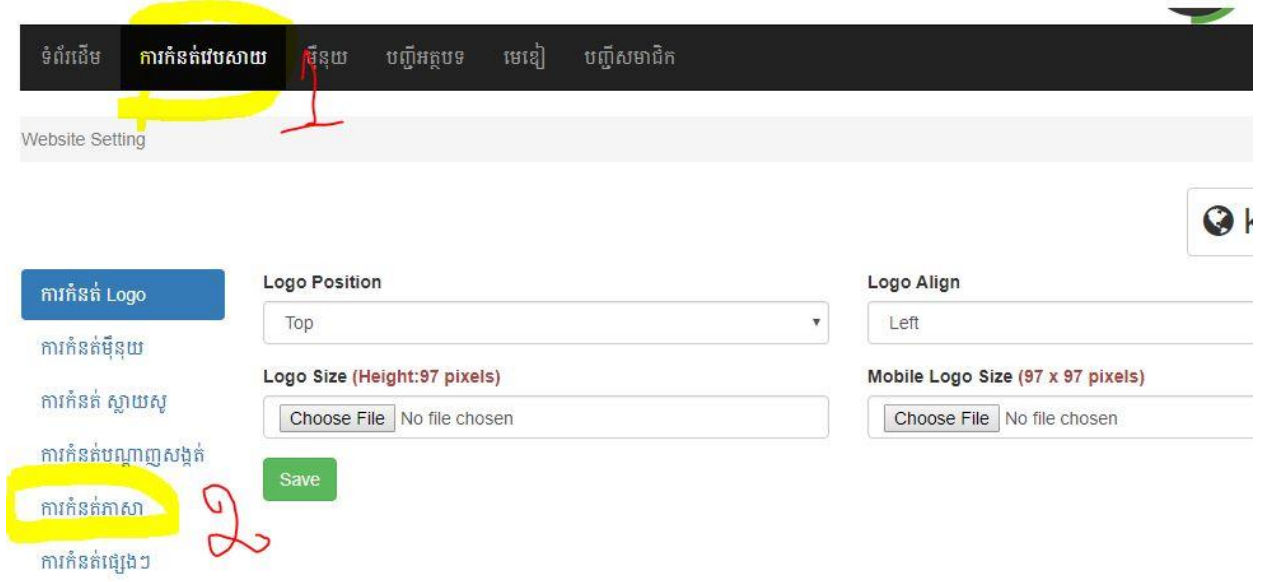 ទំព័រដើម ការកំនត់វេបសាយ ម៉ឺនុយ បញ្ជីអត្ថបទ មេឌៀ បញ្ជីសមាជិក
1
Website Setting
ការកំនត់ Logo
Logo Position
Logo Align
Top
Left
ការកំនត់ម៉ឺនុយ
Logo Size (Height:97 pixels)
Mobile Logo Size (97 x 97 pixels)
ការកំនត់ ស្លាយសូ
Choose File No file chosen
Choose File No file chosen
ការកំនត់បណ្តាញសង្គត់
Save
ការកំនត់ភាសា
2
ការកំនត់ផ្សេងៗ